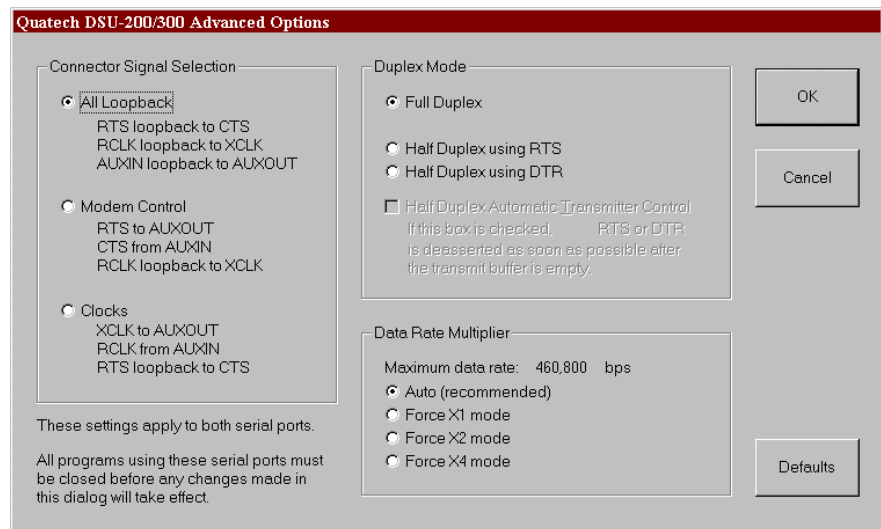 Quatech DSU-200/300 Advanced Options
Connector Signal Selection
All Loopback
RTS loopback to CTS
RCLK loopback to XCLK
AUXIN loopback to AUXOUT
Modem Control
RTS to AUXOUT
CTS from AUXIN
RCLK loopback to XCLK
Clocks
XCLK to AUXOUT
RCLK from AUXIN
RTS loopback to CTS
These settings apply to both serial ports.
All programs using these serial ports must
be closed before any changes made in
this dialog will take effect.
Duplex Mode
Full Duplex
Half Duplex using RTS
Half Duplex using DTR
Half Duplex Automatic Transmitter Control
If this box is checked, RTS or DTR
is deasserted as soon as possible after
the transmit buffer is empty.
Data Rate Multiplier
Maximum data rate: 460,800 bps
Auto (recommended)
Force X1 mode
Force X2 mode
Force X4 mode
OK
Cancel
Defaults